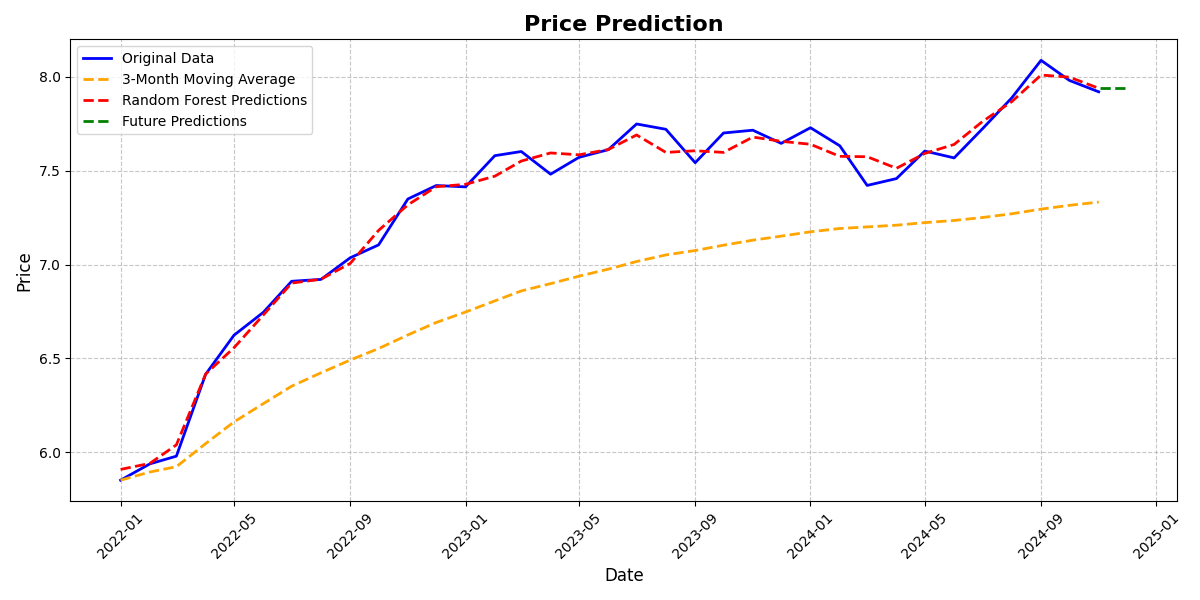 Price Prediction
Original Data
3-Month Moving Average
Random Forest Predictions
Future Predictions
Price
8.0
7.5
7.0
6.5
6.0
2022-01
2022-05
2022-09
2023-01
2023-05
2023-09
2024-01
2024-05
2024-09
2025-01
Date